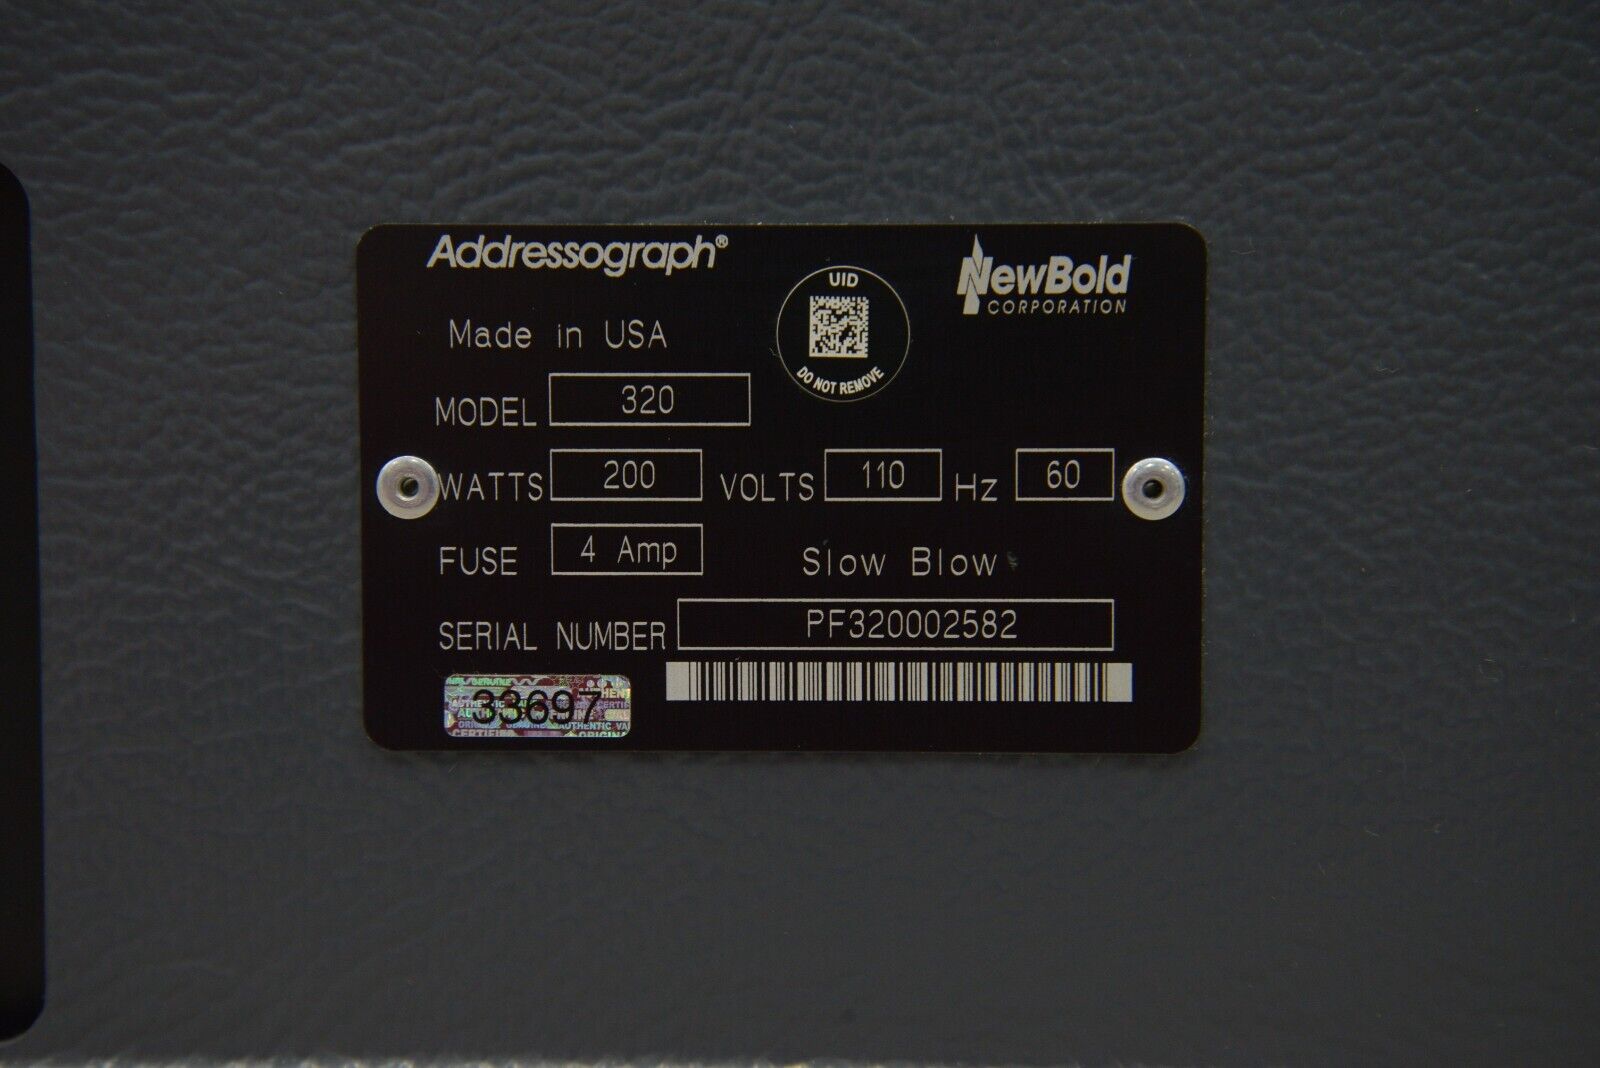 Addressograph®
NewBold
CORPORATION
UID
DO NOT REMOVE
Made in USA
MODEL 320
WATTS 200 VOLTS 110 Hz 60
FUSE 4 Amp Slow Blow
SERIAL NUMBER PF320002582
33697